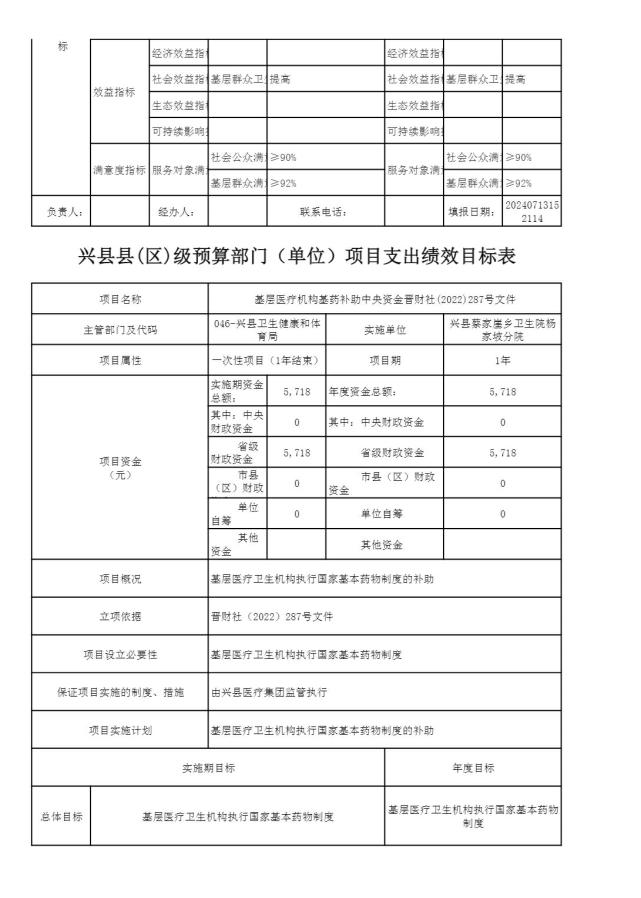 标
效益指标
经济效益指
经济效益指
社会效益指
基层群众卫
提高
社会效益指
基层群众卫
提高
生态效益指
生态效益指
可持续影响
可持续影响
满意度指标
服务对象满
社会公众满
≥90%
服务对象满
社会公众满
≥90%
基层群众满
≥92%
基层群众满
≥92%
负责人：
经办人：
联系电话：
填报日期：
2024071315
2114
兴县县(区)级预算部门（单位）项目支出绩效目标表
项目名称
基层医疗机构基药补助中央资金晋财社(2022)287号文件
主管部门及代码
046-兴县卫生健康和体
育局
实施单位
兴县蔡家崖乡卫生院杨
家坡分院
项目属性
一次性项目（1年结束）
项目期
1年
项目资金
（元）
实施期资金
总额：
5,718
年度资金总额：
5,718
其中：中央
财政资金
0
其中：中央财政资金
0
省级
财政资金
5,718
省级财政资金
5,718
市县
（区）财政
0
市县（区）财政
资金
0
单位
自筹
0
单位自筹
0
其他
资金
其他资金
项目概况
基层医疗卫生机构执行国家基本药物制度的补助
立项依据
晋财社（2022）287号文件
项目设立必要性
基层医疗卫生机构执行国家基本药物制度
保证项目实施的制度、措施
由兴县医疗集团监管执行
项目实施计划
基层医疗卫生机构执行国家基本药物制度的补助
实施期目标
年度目标
总体目标
基层医疗卫生机构执行国家基本药物制度
基层医疗卫生机构执行国家基本药物
制度